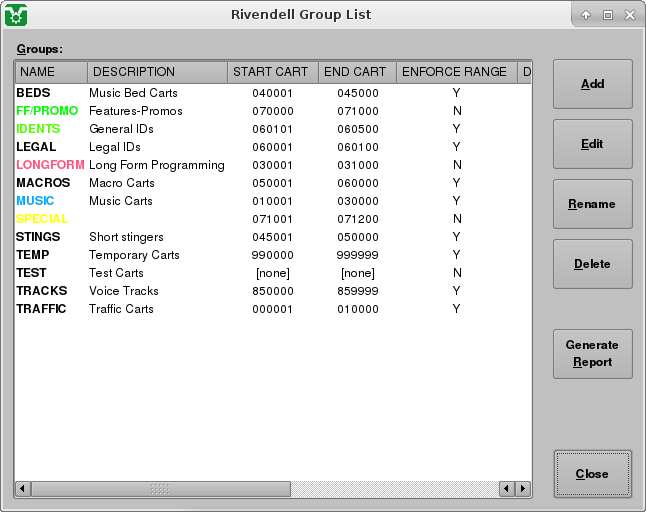 Rivendell Group List
Groups:
NAME DESCRIPTION START CART END CART ENFORCE RANGE D
BEDS Music Bed Carts 040001 045000 Y
FF/PROMO Features-Promos 070000 071000 N
IDENTS General IDs 060101 060500 Y
LEGAL Legal IDs 060001 060100 Y
LONGFORM Long Form Programming 030001 031000 N
MACROS Macro Carts 050001 060000 Y
MUSIC Music Carts 010001 030000 Y
SPECIAL 071001 071200 N
STINGS Short stingers 045001 050000 Y
TEMP Temporary Carts 990000 999999 Y
TEST Test Carts [none] [none] N
TRACKS Voice Tracks 850000 859999 Y
TRAFFIC Traffic Carts 000001 010000 Y
Add
Edit
Rename
Delete
Generate
Report
Close